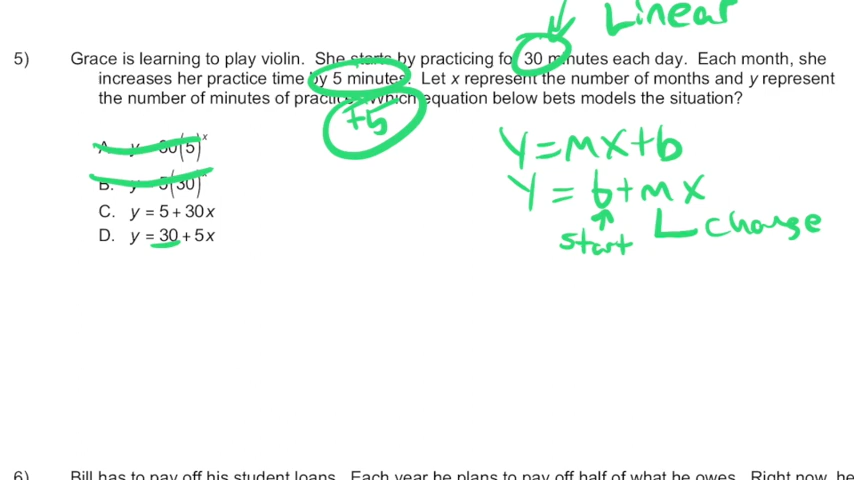 Linear
5) Grace is learning to play violin. She starts by practicing for 30 minutes each day. Each month, she
increases her practice time by 5 minutes. Let x represent the number of months and y represent
the number of minutes of practice. Which equation below bets models the situation?
+5
A. y = 30(5)^x
B. y = 5(30)^x
C. y = 5 + 30x
D. y = 30 + 5x
y = mx + b
y = b + mx
start
change
6) Bill has to pay off his student loans. Each year he plans to pay off half of what he owes. Right now, he